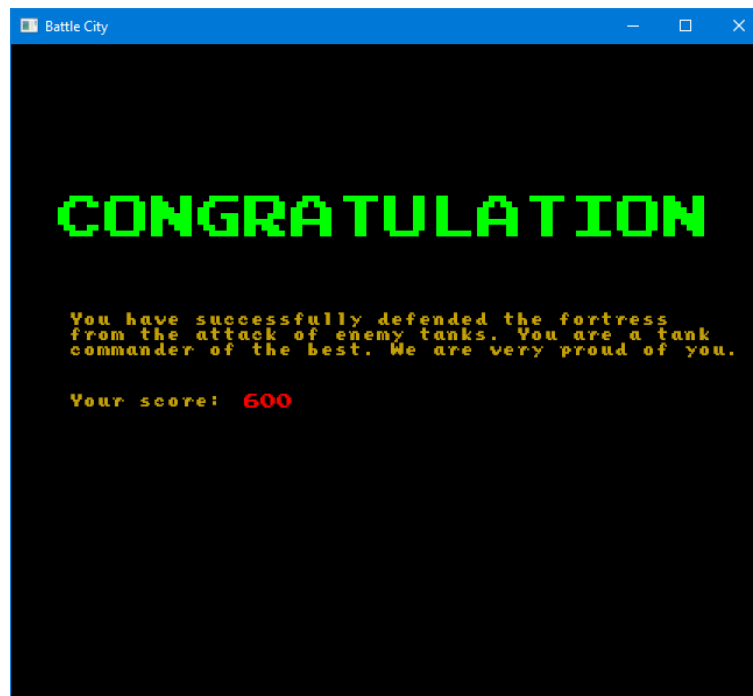 Battle City
CONGRATULATION
You have successfully defended the fortress
from the attack of enemy tanks. You are a tank
commander of the best. We are very proud of you.
Your score: 600